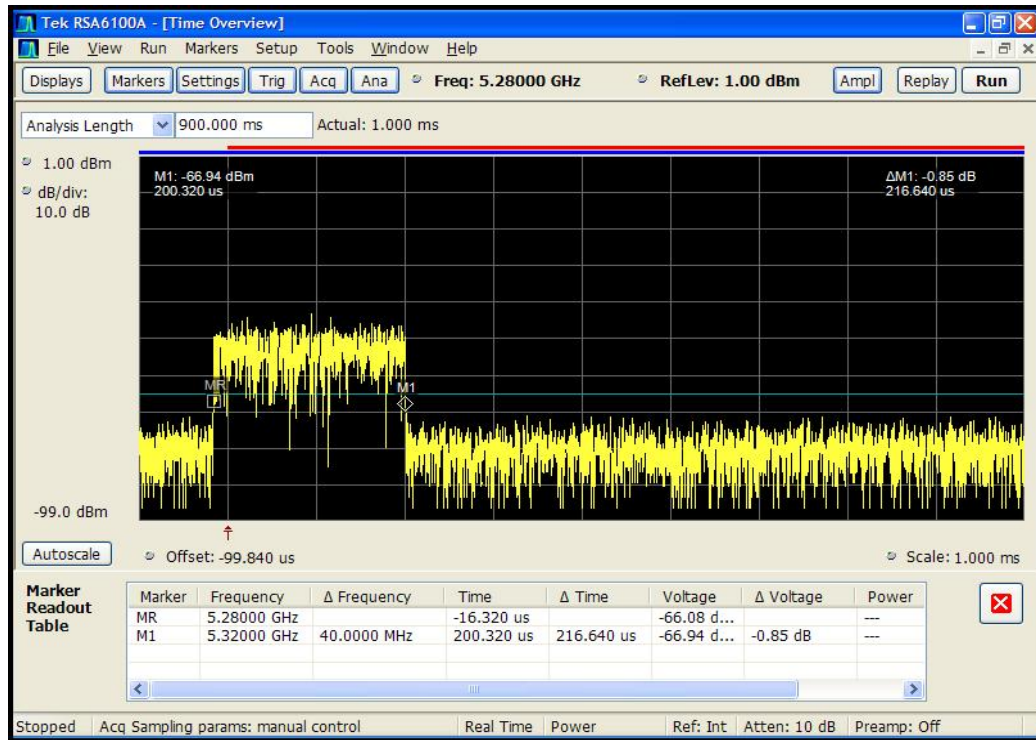 Tek RSA6100A - [Time Overview]
File View Run Markers Setup Tools Window Help
Displays Markers Settings Trig Acq Ana Freq: 5.28000 GHz RefLev: 1.00 dBm Ampl Replay Run
Analysis Length 900.000 ms Actual: 1.000 ms
1.00 dBm
dB/div:
10.0 dB
-99.0 dBm
M1: -66.94 dBm
200.320 us
ΔM1: -0.85 dB
216.640 us
MR
M1
Autoscale Offset: -99.840 us Scale: 1.000 ms
Marker
Readout
Table
Marker Frequency Δ Frequency Time Δ Time Voltage Δ Voltage Power
MR 5.28000 GHz -16.320 us -66.08 d... ---
M1 5.32000 GHz 40.0000 MHz 200.320 us 216.640 us -66.94 d... -0.85 dB ---
Stopped Acq Sampling params: manual control Real Time Power Ref: Int Atten: 10 dB Preamp: Off